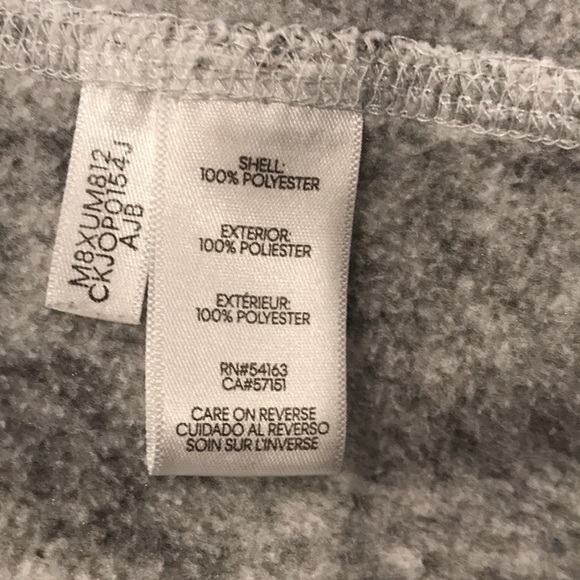 M8XUM812
CKJOP0154J
AJB
SHELL:
100% POLYESTER
EXTERIOR:
100% POLIESTER
EXTÉRIEUR:
100% POLYESTER
RN#54163
CA#57151
CARE ON REVERSE
CUIDADO AL REVERSO
SOIN SUR L'INVERSE